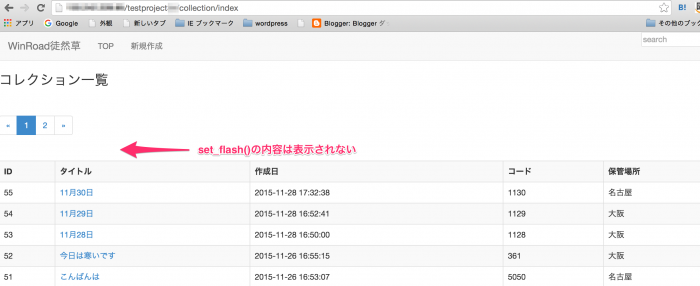 /testproject
collection/index
アプリ Google 外観 新しいタブ IE ブックマーク wordpress Blogger: Blogger ダ その他のブック
WinRoad徒然草 TOP 新規作成 search
コレクション一覧
« 1 2 »
set_flash()の内容は表示されない
ID タイトル 作成日 コード 保管場所
55 11月30日 2015-11-28 17:32:38 1130 名古屋
54 11月29日 2015-11-28 16:52:41 1129 大阪
53 11月28日 2015-11-28 16:50:00 1128 大阪
52 今日は寒いです 2015-11-26 16:55:15 361 大阪
51 こんばんは 2015-11-26 16:53:07 5050 名古屋